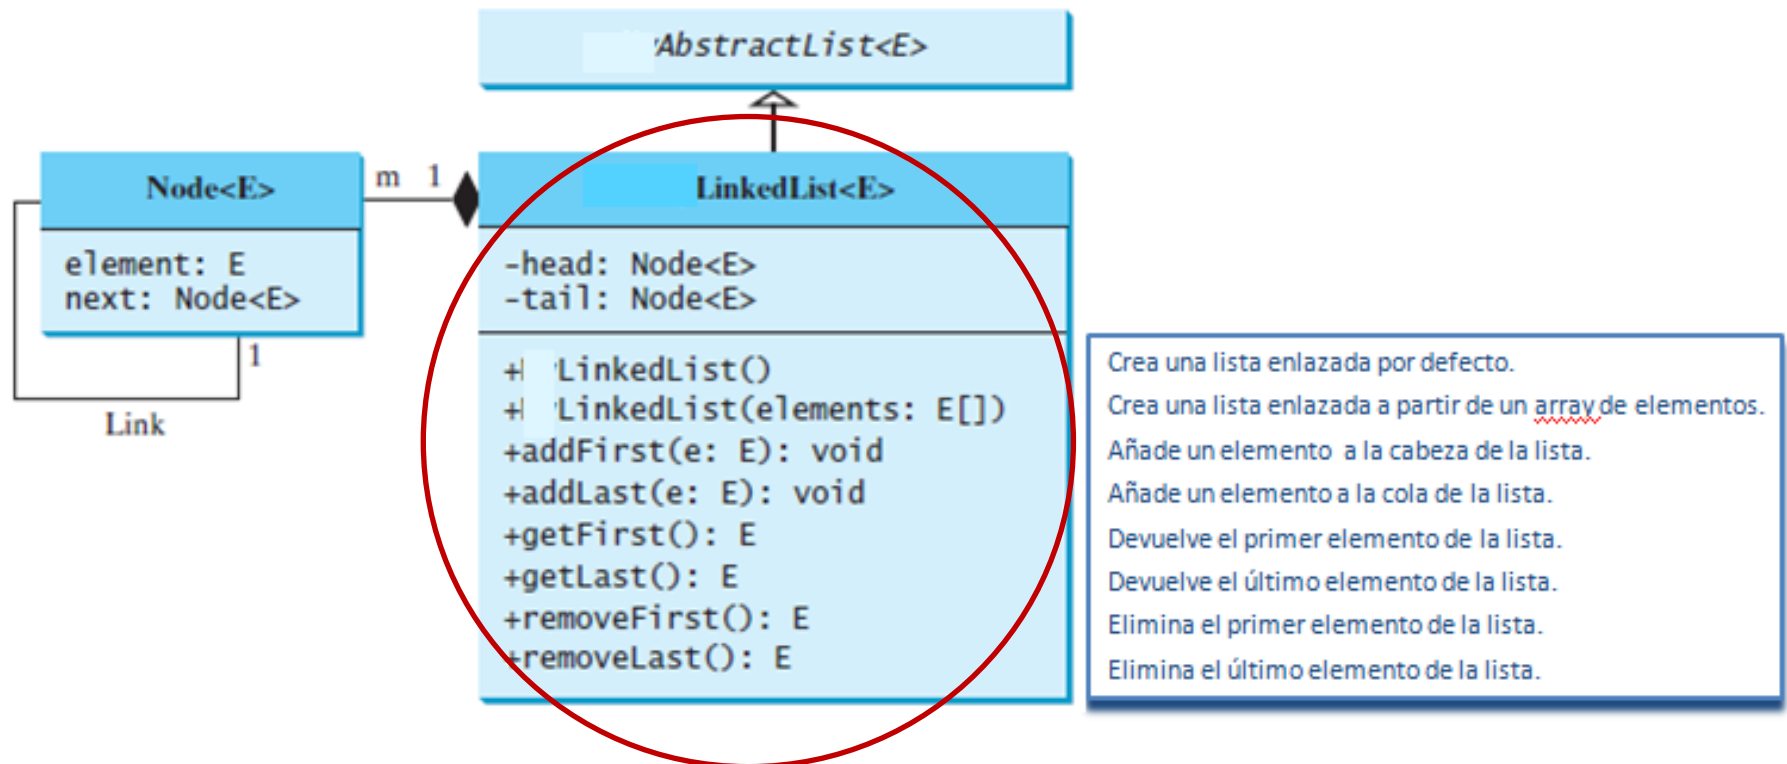 AbstractList<E>
Node<E>
m 1
LinkedList<E>
element: E
next: Node<E>
1
Link
-head: Node<E>
-tail: Node<E>
+LinkedList()
+LinkedList(elements: E[])
+addFirst(e: E): void
+addLast(e: E): void
+getFirst(): E
+getLast(): E
+removeFirst(): E
+removeLast(): E
Crea una lista enlazada por defecto.
Crea una lista enlazada a partir de un array de elementos.
Añade un elemento a la cabeza de la lista.
Añade un elemento a la cola de la lista.
Devuelve el primer elemento de la lista.
Devuelve el último elemento de la lista.
Elimina el primer elemento de la lista.
Elimina el último elemento de la lista.